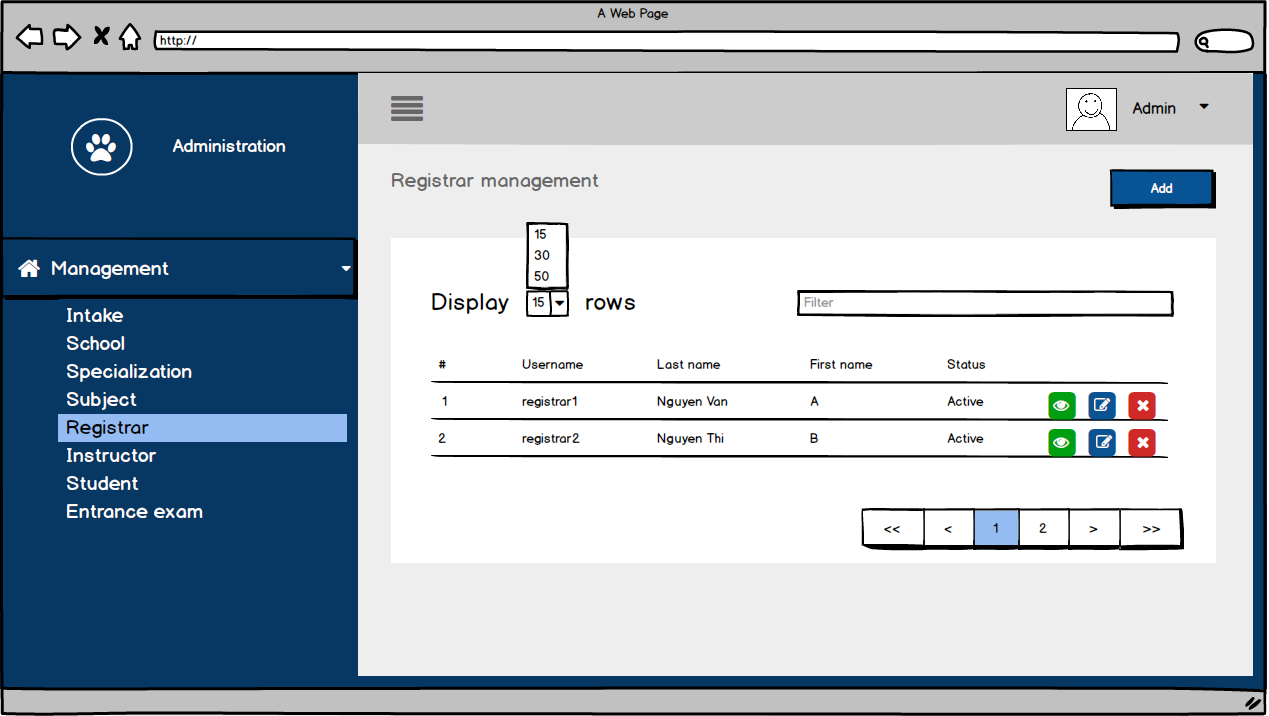 A Web Page
http://
Admin
Administration
Registrar management
Add
Management
Intake
School
Specialization
Subject
Registrar
Instructor
Student
Entrance exam
15
30
50
Display 15 rows
Filter
# Username Last name First name Status
1 registrar1 Nguyen Van A Active
2 registrar2 Nguyen Thi B Active
<< < 1 2 > >>